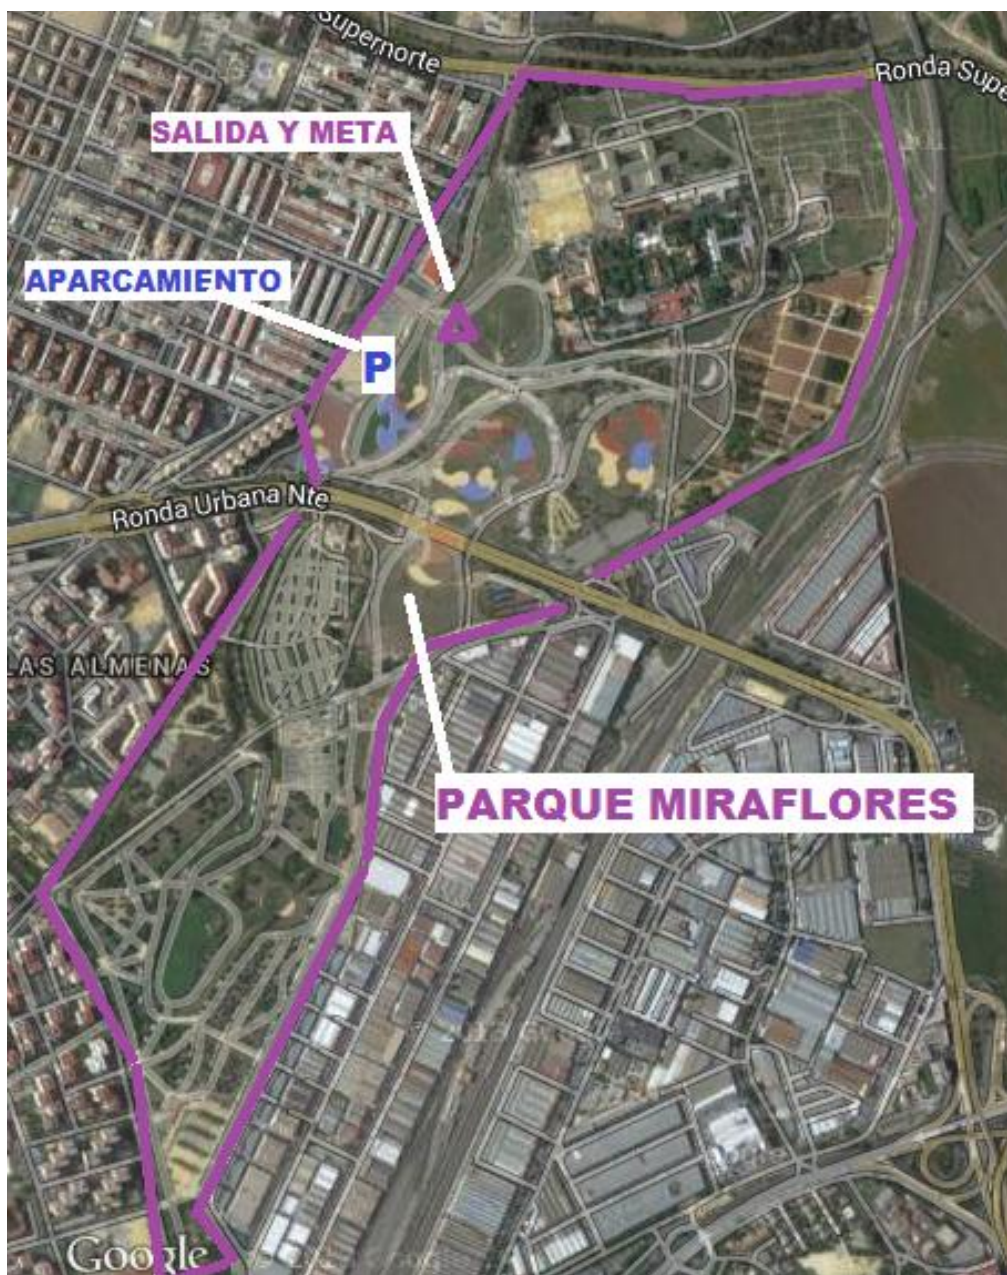 Supernorte
Ronda Supe
SALIDA Y META
APARCAMIENTO
P
Ronda Urbana Nte
LAS ALMENAS
PARQUE MIRAFLORES
Google